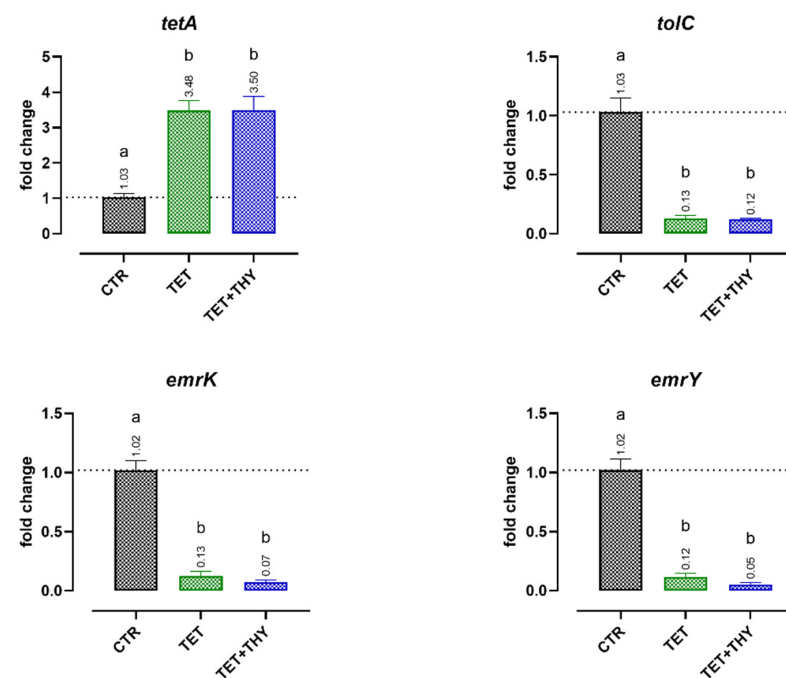 tetA
fold change
5
4
3
2
1
0
a
1.03
b
3.48
b
3.50
CTR
TET
TET+THY
tolC
fold change
1.5
1.0
0.5
0.0
a
1.03
b
0.13
b
0.12
CTR
TET
TET+THY
emrK
fold change
1.5
1.0
0.5
0.0
a
1.02
b
0.13
b
0.07
CTR
TET
TET+THY
emrY
fold change
1.5
1.0
0.5
0.0
a
1.02
b
0.12
b
0.05
CTR
TET
TET+THY